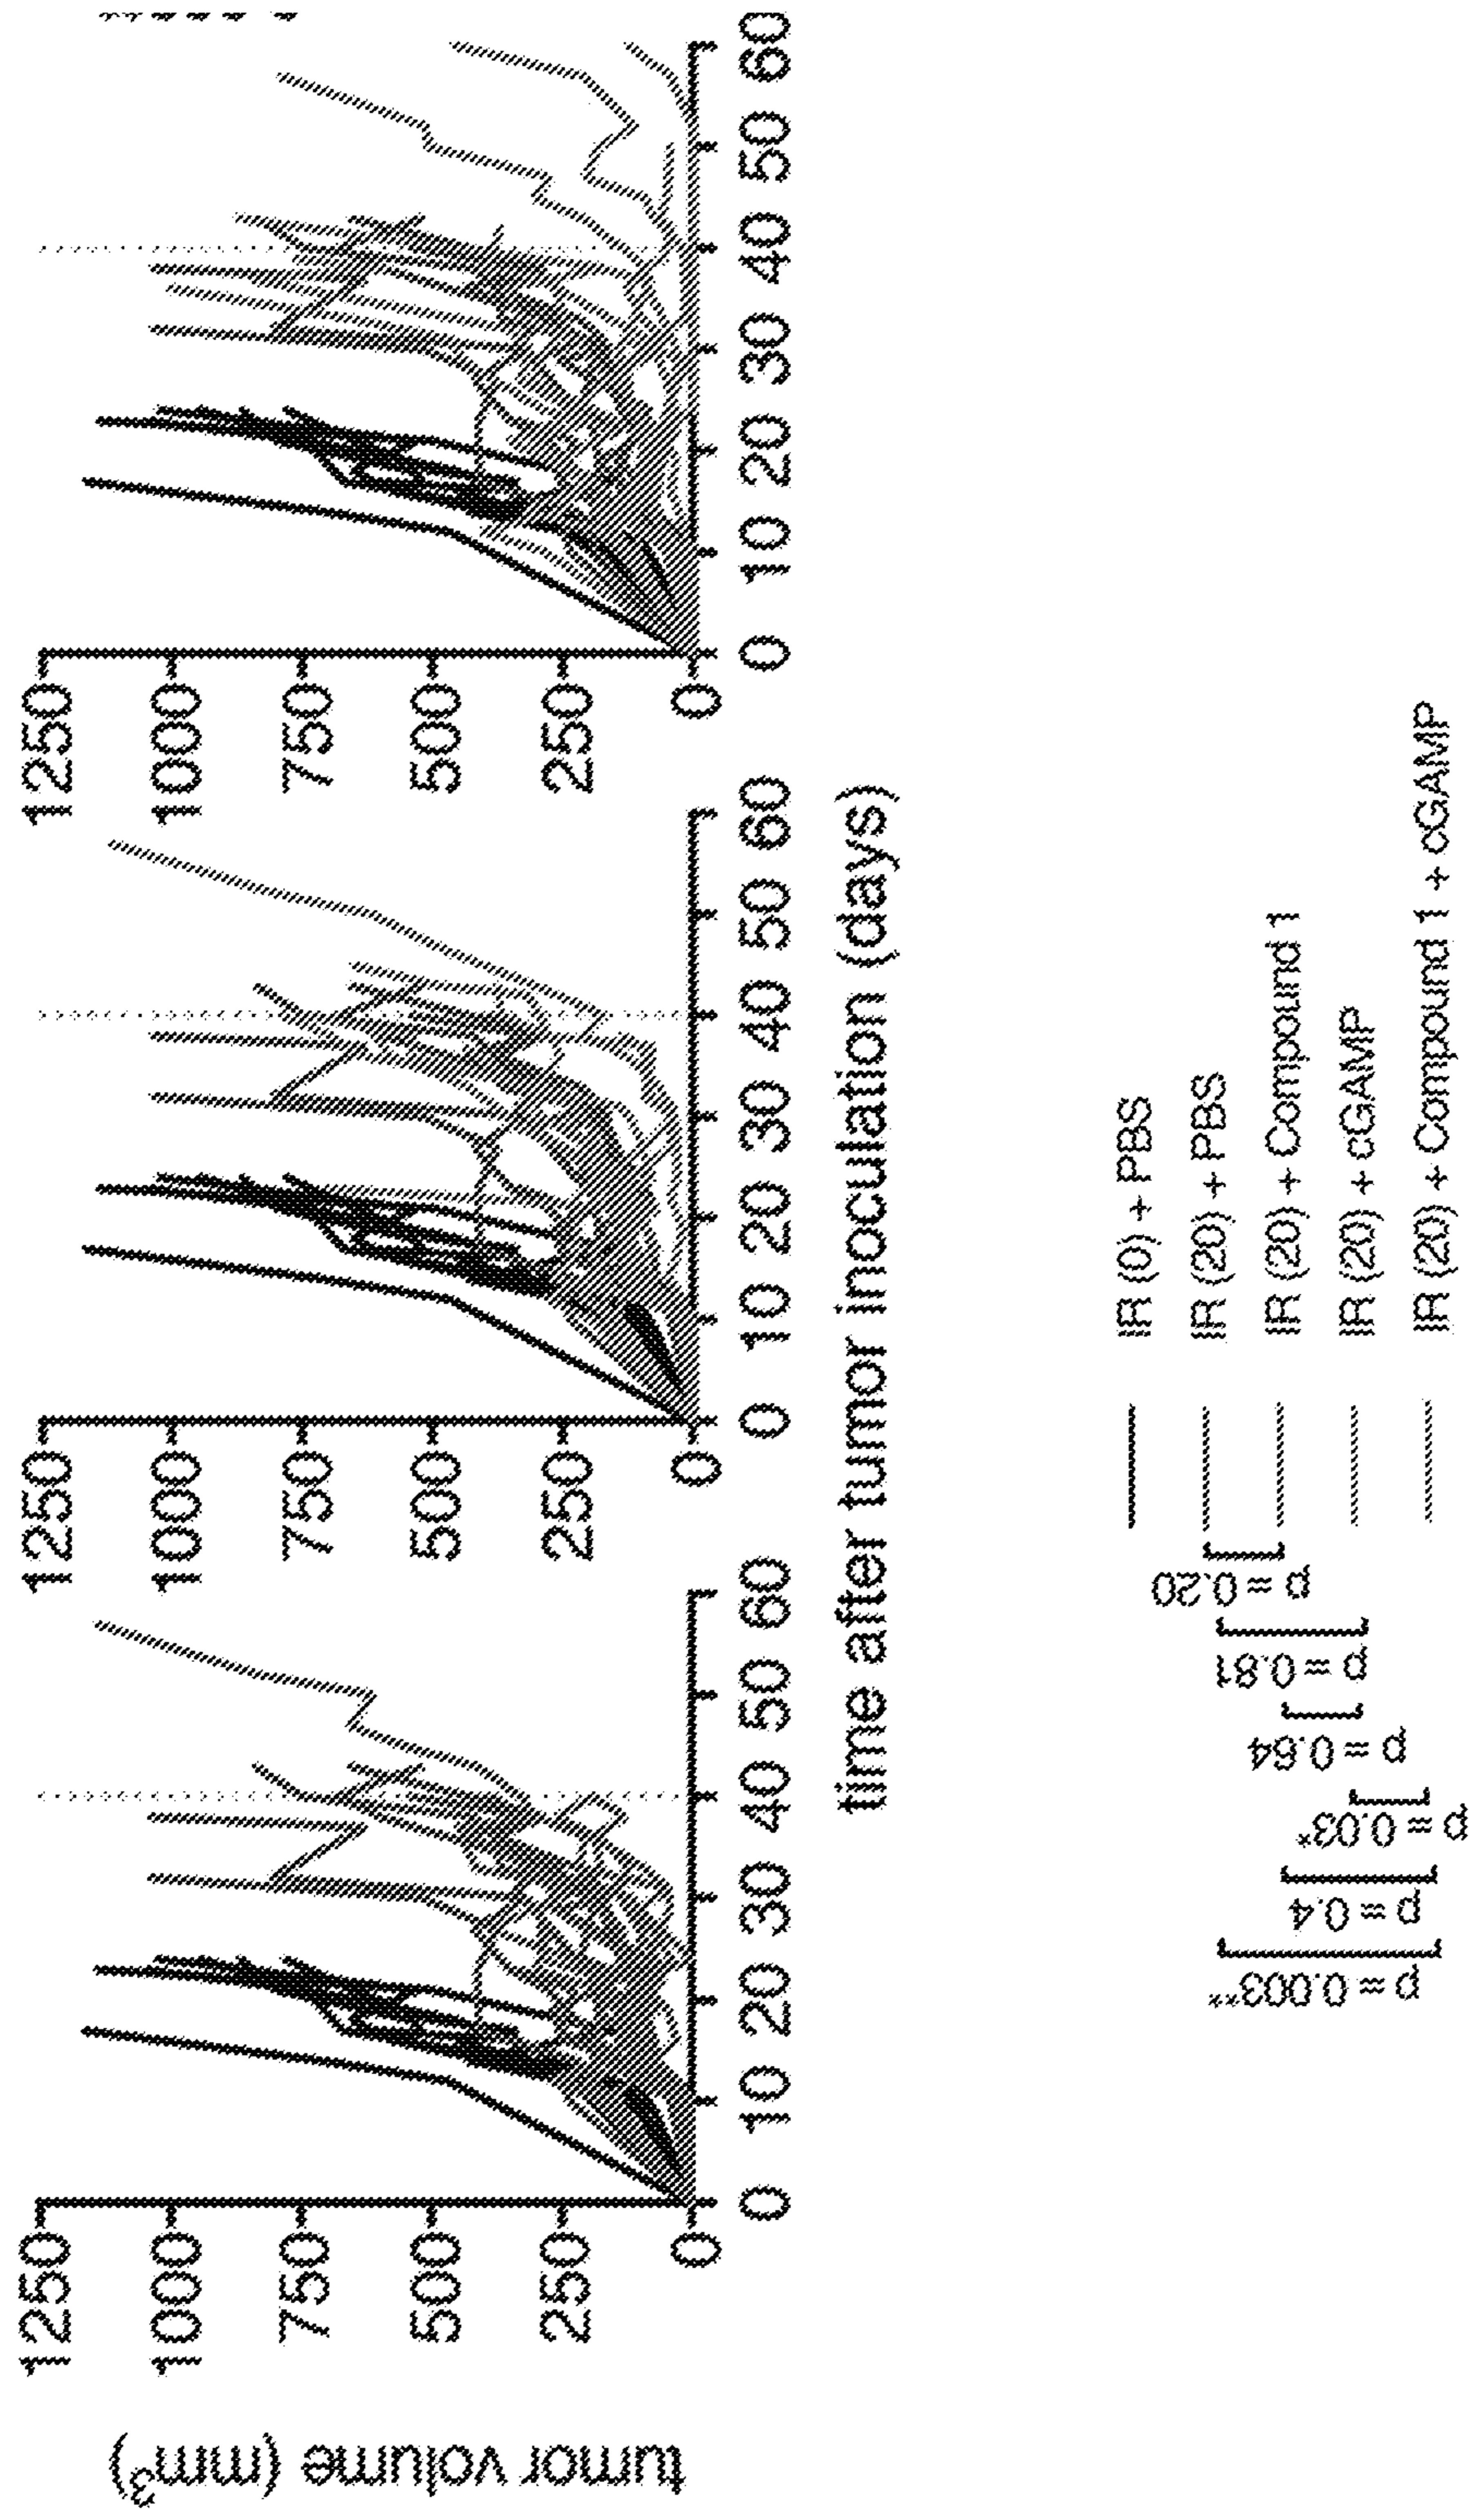 tumor volume (mm³)
1250
1000
750
500
250
0
0 10 20 30 40 50 60
1250
1000
750
500
250
0
0 10 20 30 40 50 60
1250
1000
750
500
250
0
0 10 20 30 40 50 60
time after tumor inoculation (days)
IR (0) + PBS
IR (20) + PBS
IR (20) + Compound 1
IR (20) + cGAMP
IR (20) + Compound 1 + cGAMP
p = 0.003**
p = 0.4
p = 0.03*
p = 0.64
p = 0.81
p = 0.20